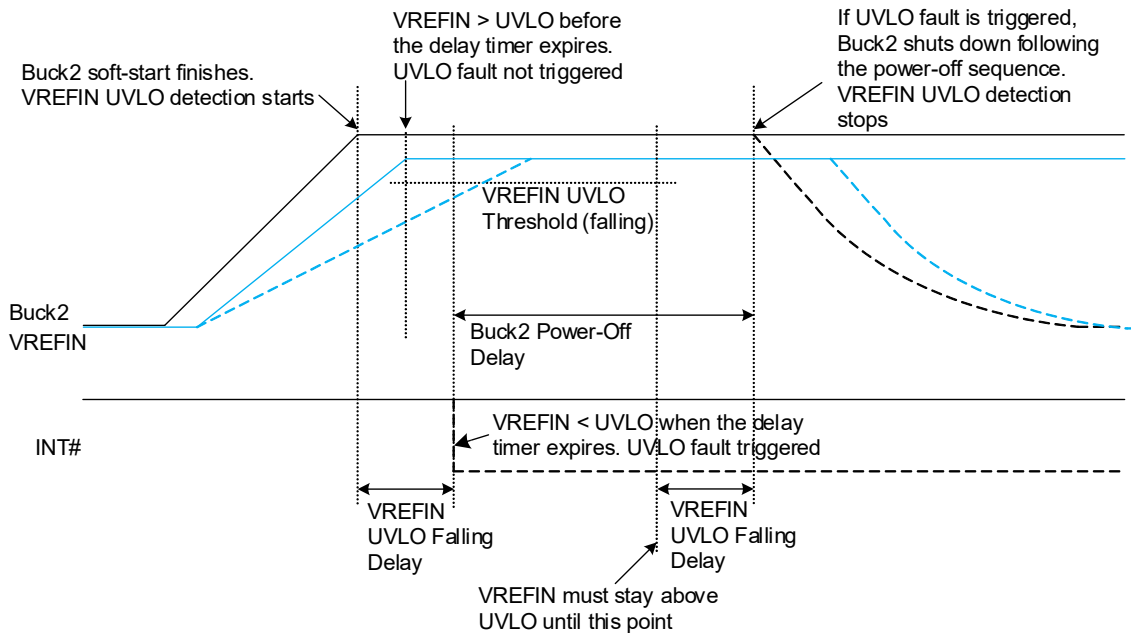 VREFIN > UVLO before
the delay timer expires.
UVLO fault not triggered
If UVLO fault is triggered,
Buck2 shuts down following
the power-off sequence.
VREFIN UVLO detection
stops
Buck2 soft-start finishes.
VREFIN UVLO detection starts
VREFIN UVLO
Threshold (falling)
Buck2
VREFIN
Buck2 Power-Off
Delay
INT#
VREFIN < UVLO when the delay
timer expires. UVLO fault triggered
VREFIN
UVLO Falling
Delay
VREFIN
UVLO Falling
Delay
VREFIN must stay above
UVLO until this point